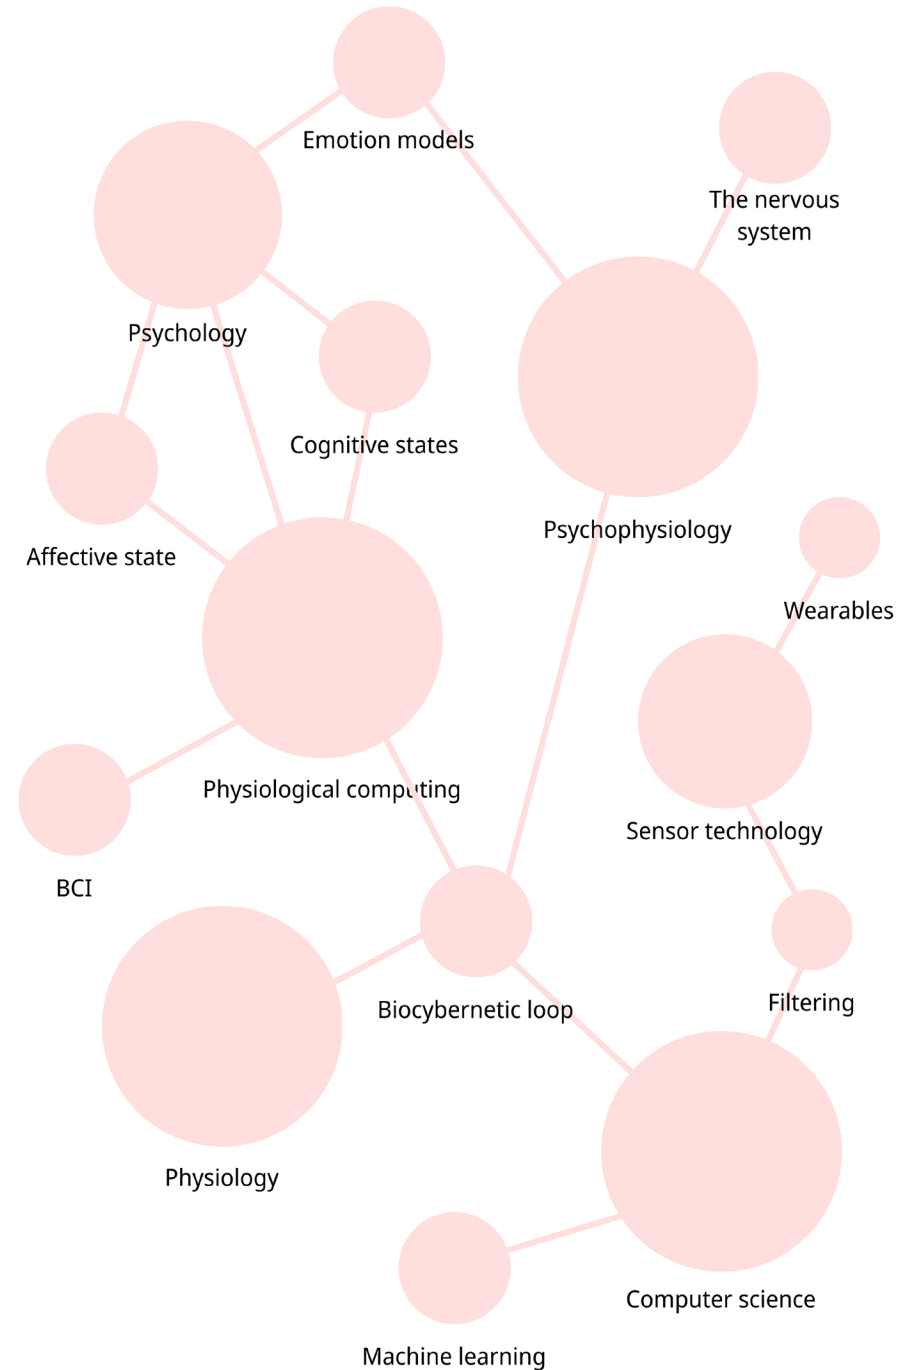 Emotion models
The nervous
system
Psychology
Cognitive states
Psychophysiology
Affective state
Wearables
Physiological computing
Sensor technology
BCI
Filtering
Biocybernetic loop
Physiology
Computer science
Machine learning